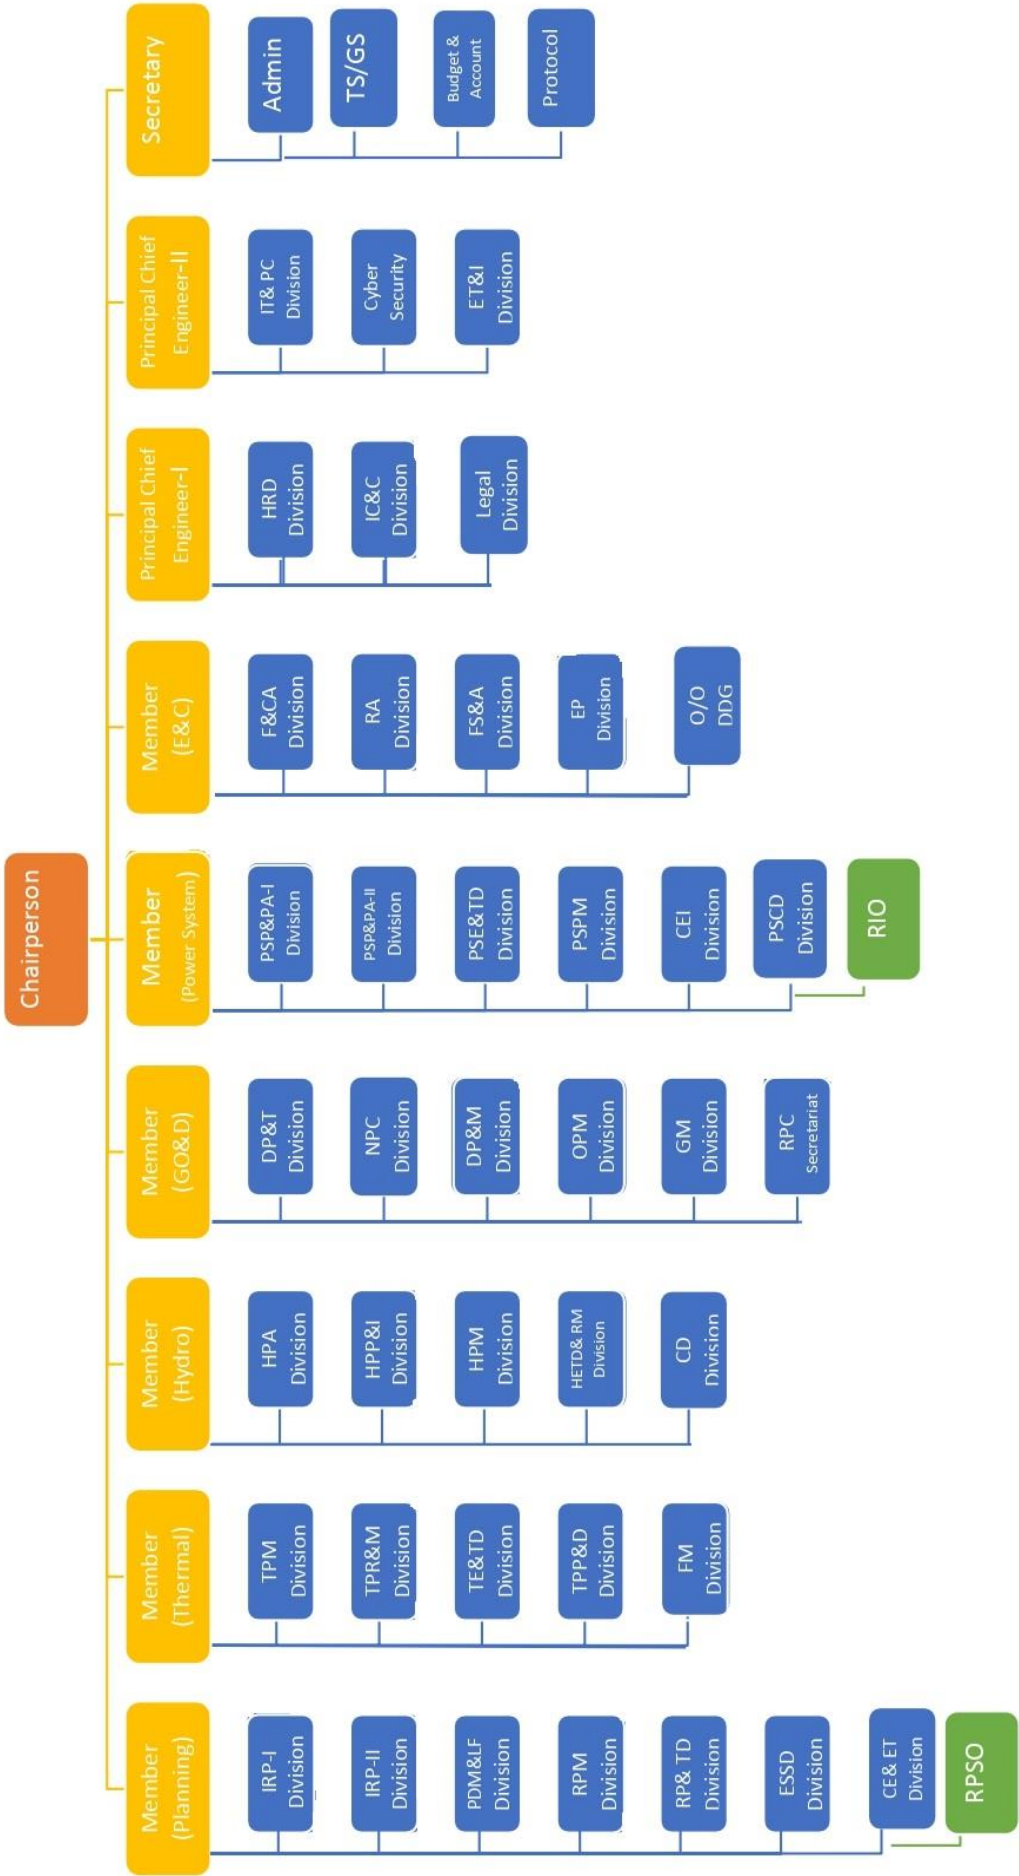 Chairperson
Member
(Planning)
IRP-I
Division
IRP-II
Division
PDM&LF
Division
RPM
Division
RP& TD
Division
ESSD
Division
CE& ET
Division
RPSO
Member
(Thermal)
TPM
Division
TPR&M
Division
TE&TD
Division
TPP&D
Division
FM
Division
Member
(Hydro)
HPA
Division
HPP&I
Division
HPM
Division
HETD& RM
Division
CD
Division
Member
(GO&D)
DP&T
Division
NPC
Division
DP&M
Division
OPM
Division
GM
Division
RPC
Secretariat
Member
(Power System)
PSP&PA-I
Division
PSP&PA-II
Division
PSE&TD
Division
PSPM
Division
CEI
Division
PSCD
Division
RIO
Member
(E&C)
F&CA
Division
RA
Division
FS&A
Division
EP
Division
O/O
DDG
Principal Chief
Engineer-I
HRD
Division
IC&C
Division
Legal
Division
Principal Chief
Engineer-II
IT& PC
Division
Cyber
Security
ET&I
Division
Secretary
Admin
TS/GS
Budget &
Account
Protocol